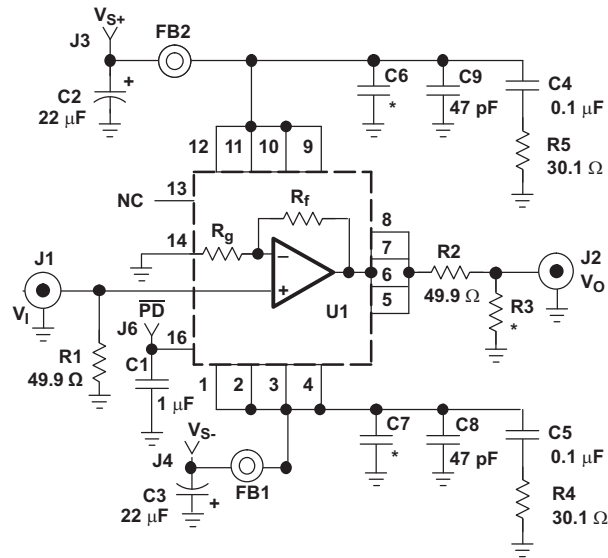 VS+
J3
FB2
C2
22 μF
+
C6
*
C9
47 pF
C4
0.1 μF
R5
30.1 Ω
12
11
10
9
NC
13
14
Rg
Rf
−
+
U1
8
7
6
5
R2
49.9 Ω
J2
VO
R3
*
J1
VI
R1
49.9 Ω
PD
J6
16
C1
1 μF
1
2
3
4
VS-
J4
FB1
C3
22 μF
+
C7
*
C8
47 pF
C5
0.1 μF
R4
30.1 Ω